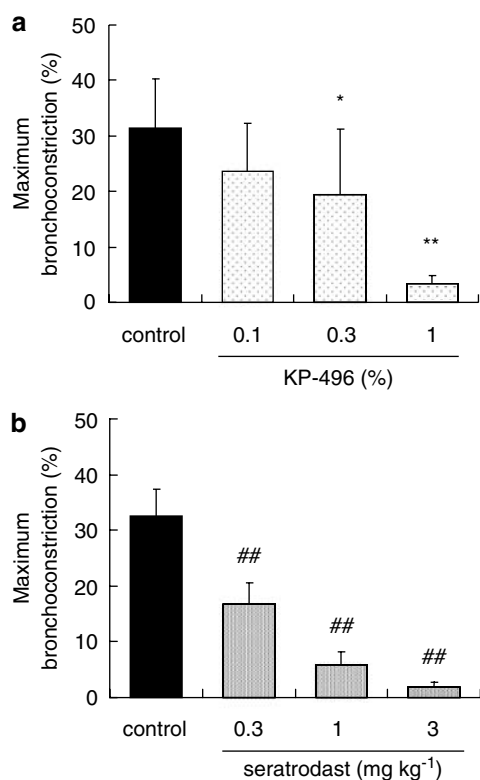 a
Maximum
bronchoconstriction (%)
50
40
30
20
10
0
*
**
control 0.1 0.3 1
KP-496 (%)
b
Maximum
bronchoconstriction (%)
50
40
30
20
10
0
##
##
##
control 0.3 1 3
seratrodast (mg kg⁻¹)